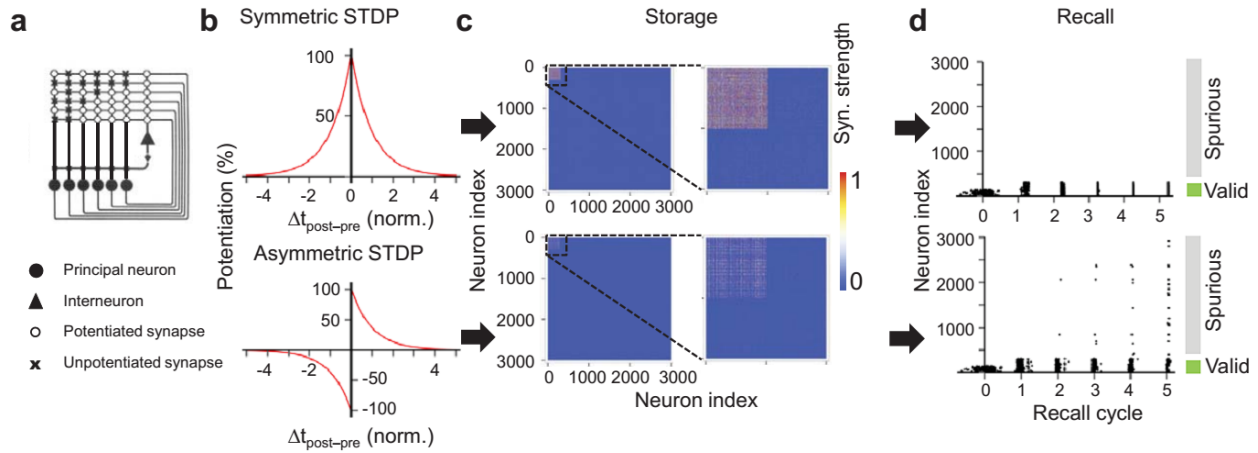 a
Principal neuron
Interneuron
Potentiated synapse
Unpotentiated synapse
b
Symmetric STDP
100
50
-4 -2 0 2 4
Δtpost–pre (norm.)
Potentiation (%)
Asymmetric STDP
100
50
-4 -2 2 4
-50
-100
Δtpost–pre (norm.)
c
Storage
0
1000
2000
3000
0 1000 2000 3000
Neuron index
Syn. strength
1
0
0
1000
2000
3000
0 1000 2000 3000
Neuron index
d
Recall
3000
2000
1000
0 1 2 3 4 5
Spurious
Valid
Neuron index
3000
2000
1000
0 1 2 3 4 5
Recall cycle
Spurious
Valid